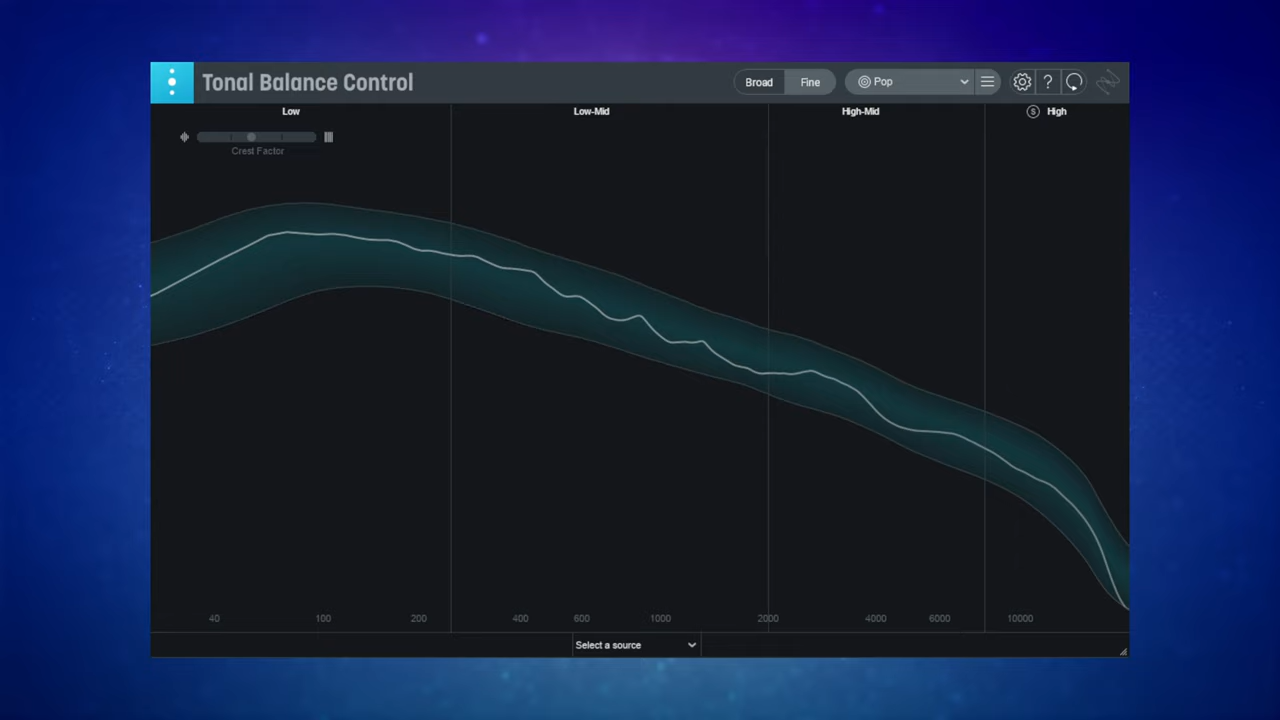 Tonal Balance Control
Broad Fine Pop ?
Low Low-Mid High-Mid S High
Crest Factor
40 100 200 400 600 1000 2000 4000 6000 10000
Select a source